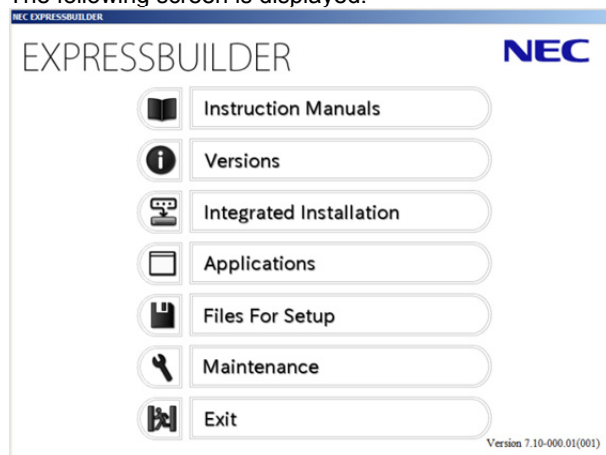 The following screen is displayed.
NEC EXPRESSBUILDER
EXPRESSBUILDER
NEC
Instruction Manuals
Versions
Integrated Installation
Applications
Files For Setup
Maintenance
Exit
Version 7.10-000.01(001)